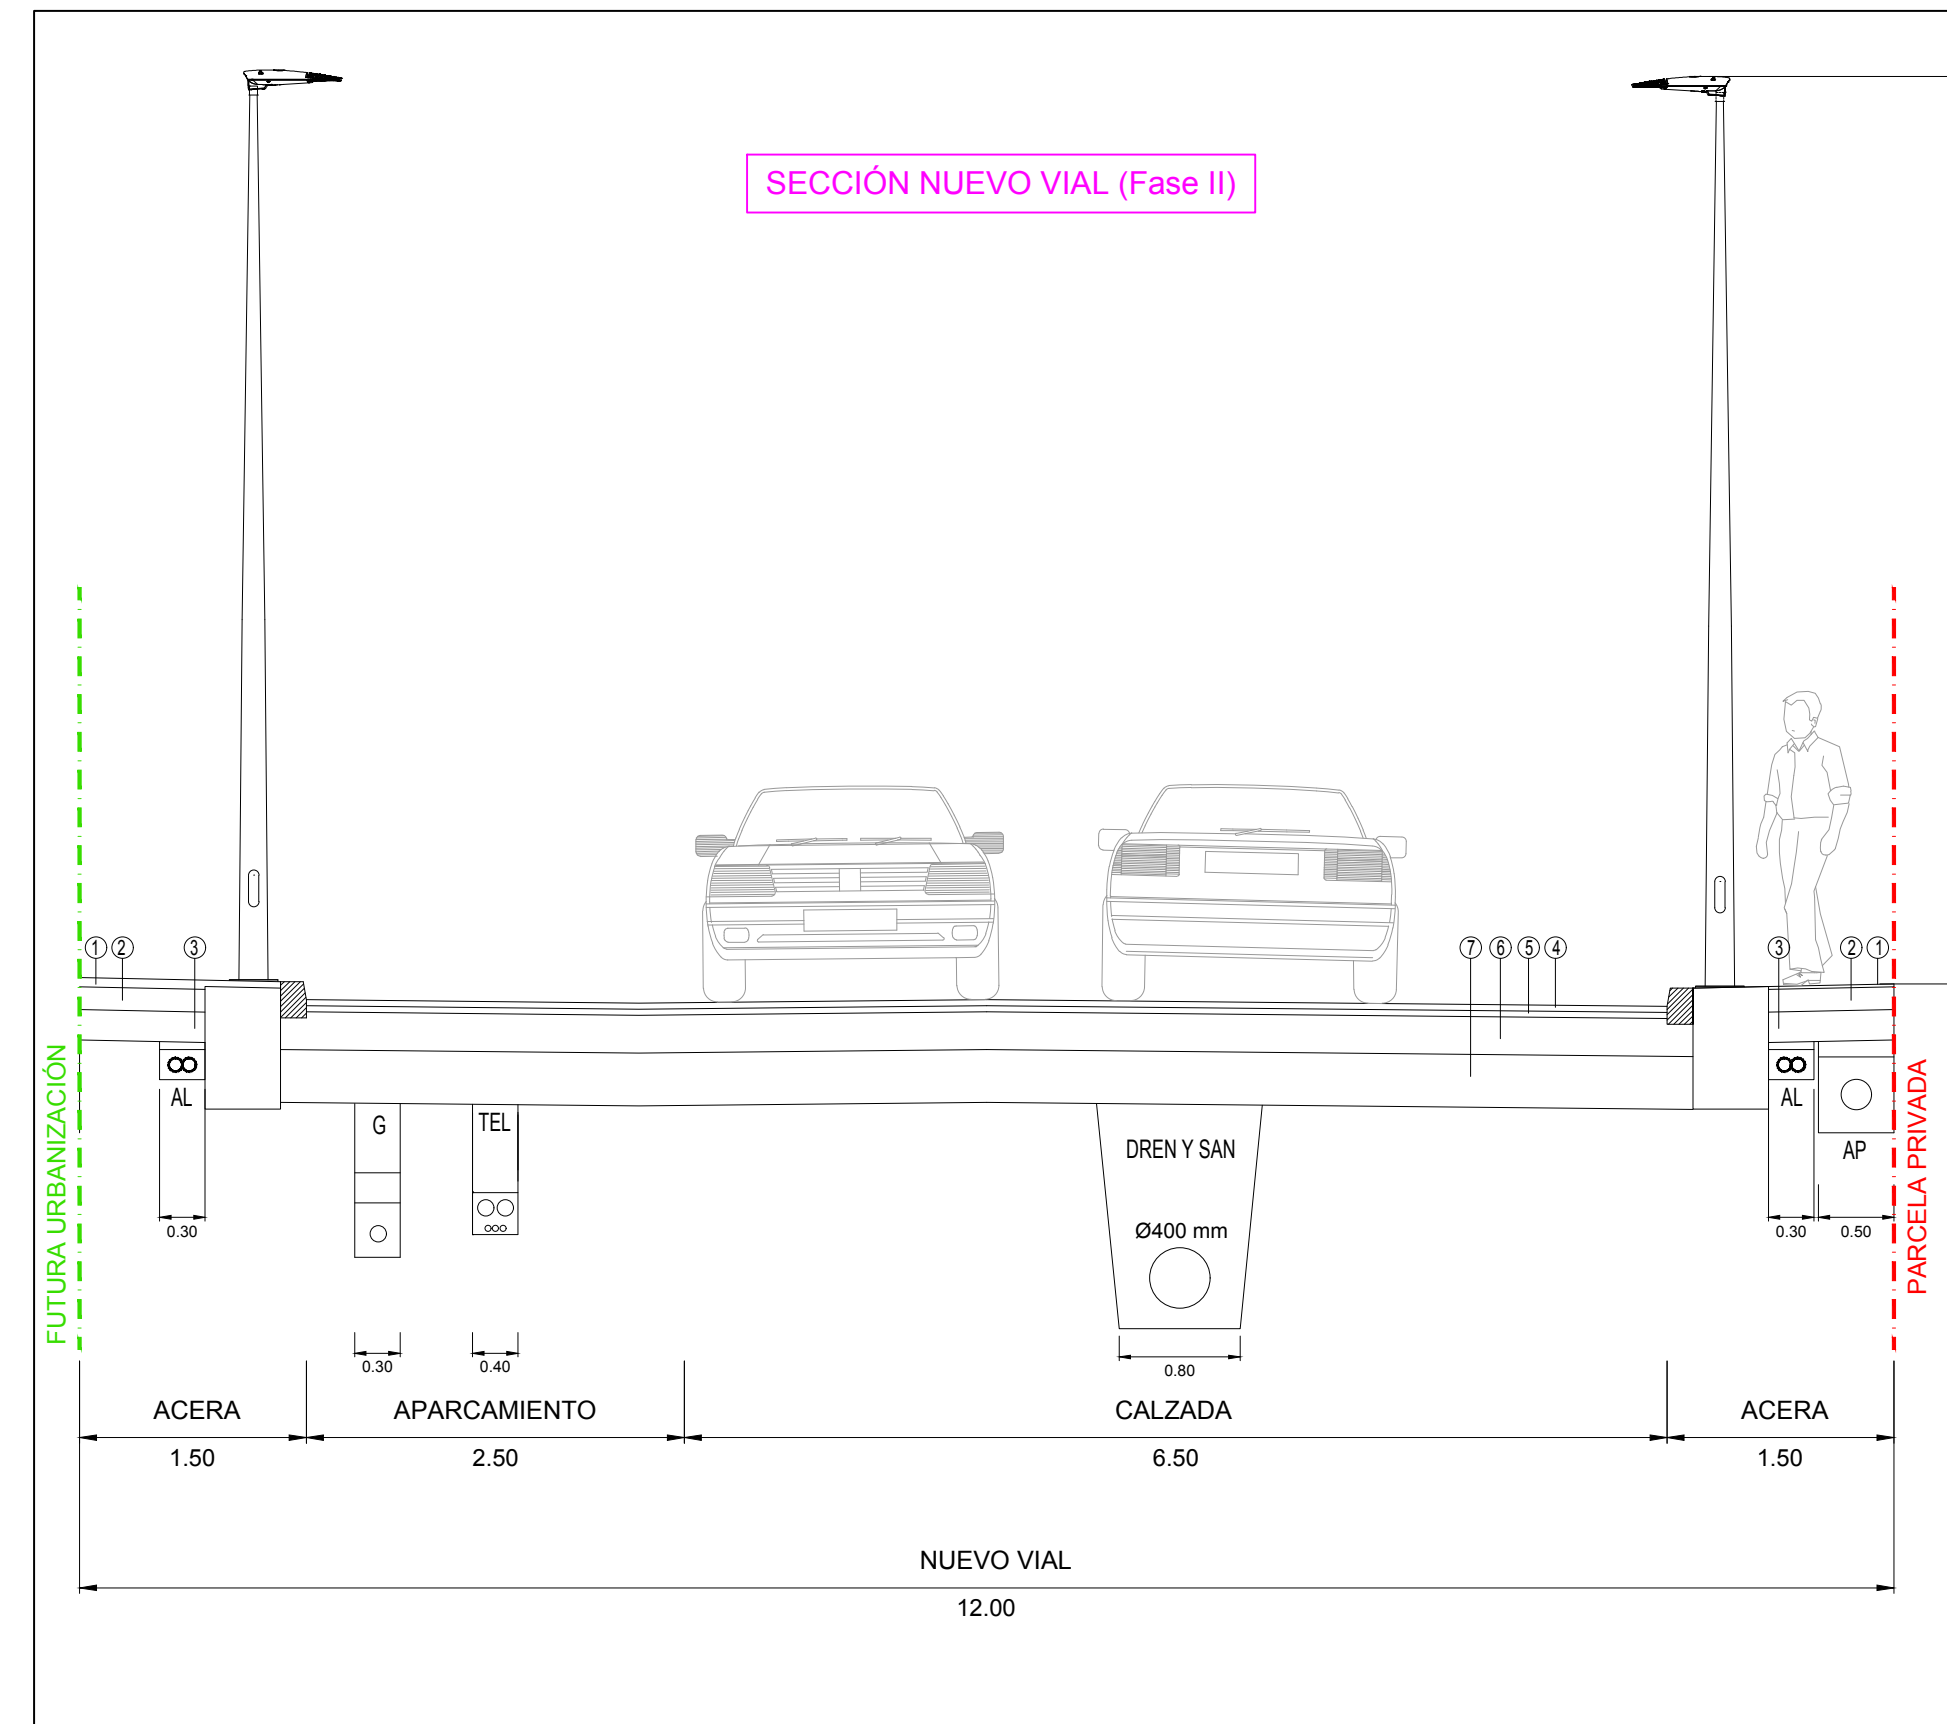 SECCIÓN NUEVO VIAL (Fase II)
1 2 3
7 6 5 4
3 2 1
FUTURA URBANIZACIÓN
PARCELA PRIVADA
AL
G
TEL
DREN Y SAN
Ø400 mm
AL
AP
0.30
0.30
0.50
0.30
0.40
0.80
ACERA
APARCAMIENTO
CALZADA
ACERA
1.50
2.50
6.50
1.50
NUEVO VIAL
12.00